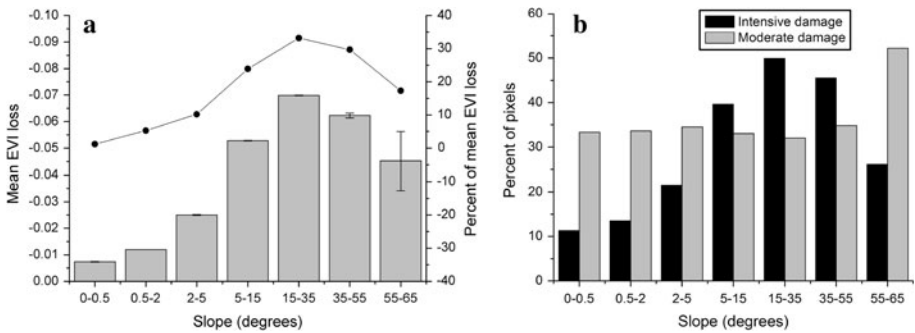 a
Mean EVI loss
-0.10
-0.09
-0.08
-0.07
-0.06
-0.05
-0.04
-0.03
-0.02
-0.01
0.00
40
30
20
10
0
-10
-20
-30
-40
Percent of mean EVI loss
0-0.5 0.5-2 2-5 5-15 15-35 35-55 55-65
Slope (degrees)
b
Intensive damage
Moderate damage
Percent of pixels
60
50
40
30
20
10
0
0-0.5 0.5-2 2-5 5-15 15-35 35-55 55-65
Slope (degrees)